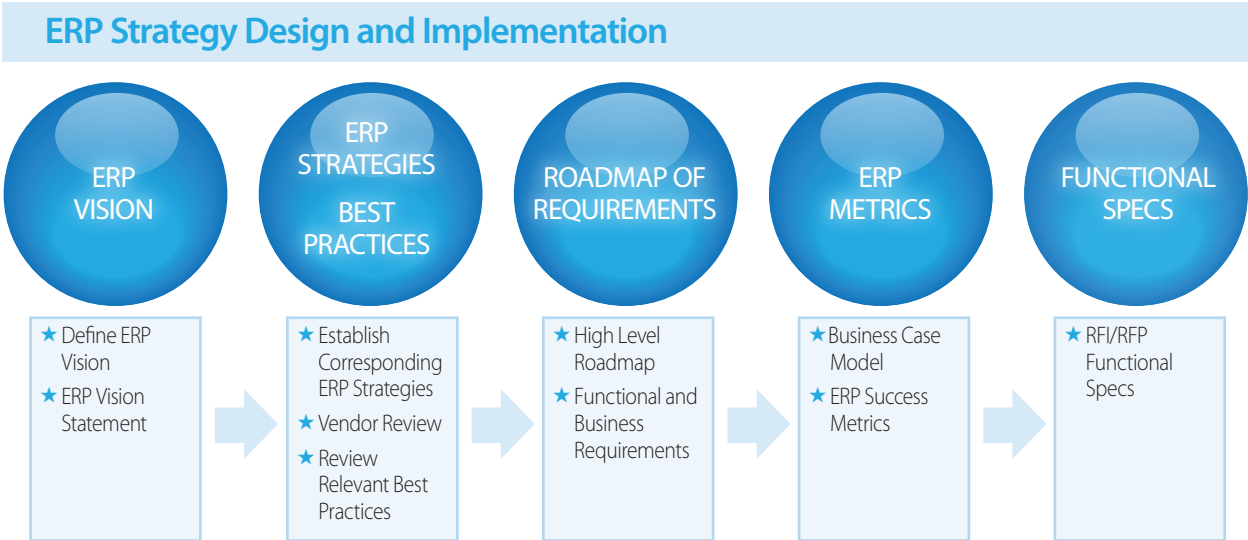 ERP Strategy Design and Implementation
ERP
VISION
ERP
STRATEGIES
BEST
PRACTICES
ROADMAP OF
REQUIREMENTS
ERP
METRICS
FUNCTIONAL
SPECS
★ Define ERP
Vision
★ ERP Vision
Statement
★ Establish
Corresponding
ERP Strategies
★ Vendor Review
★ Review
Relevant Best
Practices
★ High Level
Roadmap
★ Functional and
Business
Requirements
★ Business Case
Model
★ ERP Success
Metrics
★ RFI/RFP
Functional
Specs